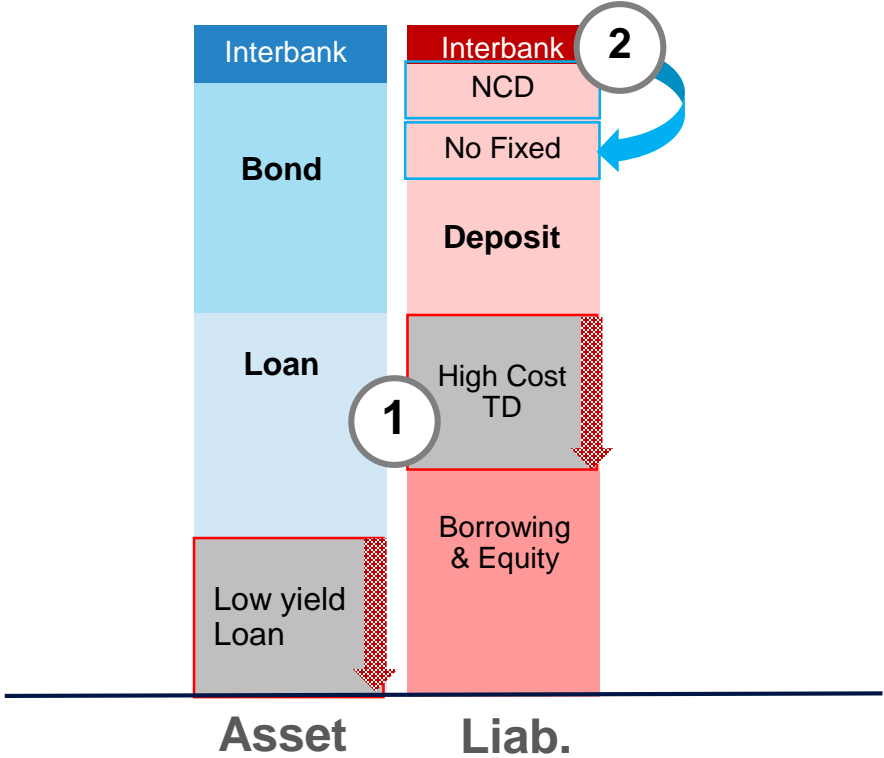 Interbank
Bond
Loan
Low yield
Loan
Interbank
2
NCD
No Fixed
Deposit
High Cost
TD
1
Borrowing
& Equity
Asset
Liab.